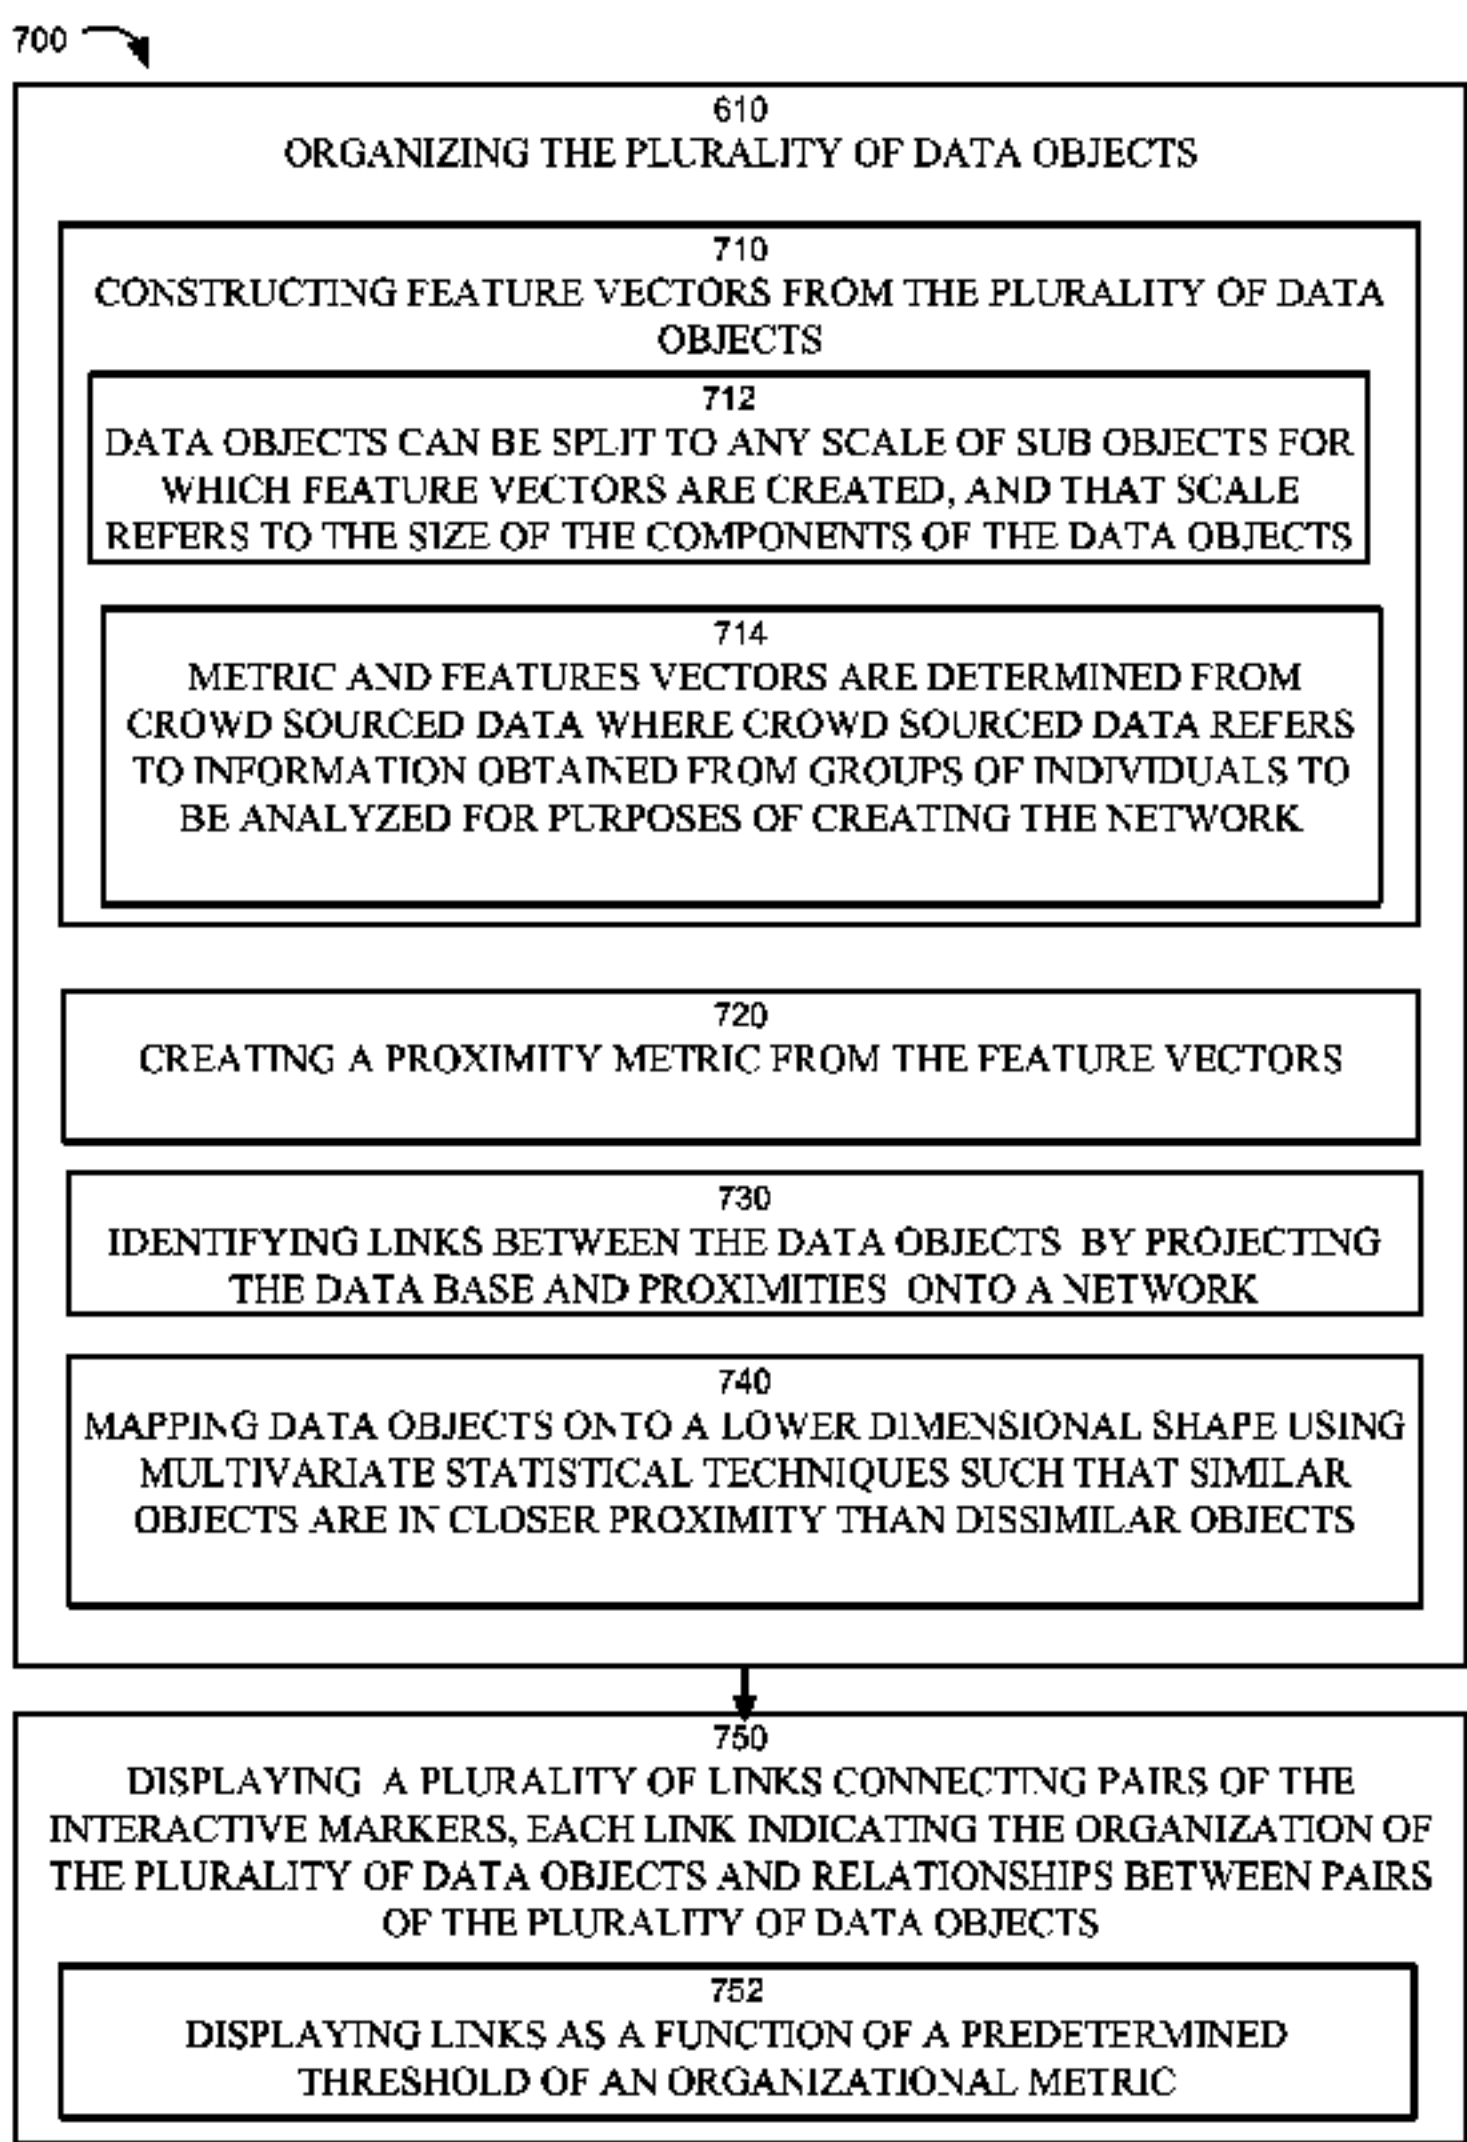 700
610
ORGANIZING THE PLURALITY OF DATA OBJECTS
710
CONSTRUCTING FEATURE VECTORS FROM THE PLURALITY OF DATA
OBJECTS
712
DATA OBJECTS CAN BE SPLIT TO ANY SCALE OF SUB OBJECTS FOR
WHICH FEATURE VECTORS ARE CREATED, AND THAT SCALE
REFERS TO THE SIZE OF THE COMPONENTS OF THE DATA OBJECTS
714
METRIC AND FEATURES VECTORS ARE DETERMINED FROM
CROWD SOURCED DATA WHERE CROWD SOURCED DATA REFERS
TO INFORMATION OBTAINED FROM GROUPS OF INDIVIDUALS TO
BE ANALYZED FOR PURPOSES OF CREATING THE NETWORK
720
CREATING A PROXIMITY METRIC FROM THE FEATURE VECTORS
730
IDENTIFYING LINKS BETWEEN THE DATA OBJECTS BY PROJECTING
THE DATA BASE AND PROXIMITIES ONTO A NETWORK
740
MAPPING DATA OBJECTS ONTO A LOWER DIMENSIONAL SHAPE USING
MULTIVARIATE STATISTICAL TECHNIQUES SUCH THAT SIMILAR
OBJECTS ARE IN CLOSER PROXIMITY THAN DISSIMILAR OBJECTS
750
DISPLAYING A PLURALITY OF LINKS CONNECTING PAIRS OF THE
INTERACTIVE MARKERS, EACH LINK INDICATING THE ORGANIZATION OF
THE PLURALITY OF DATA OBJECTS AND RELATIONSHIPS BETWEEN PAIRS
OF THE PLURALITY OF DATA OBJECTS
752
DISPLAYING LINKS AS A FUNCTION OF A PREDETERMINED
THRESHOLD OF AN ORGANIZATIONAL METRIC